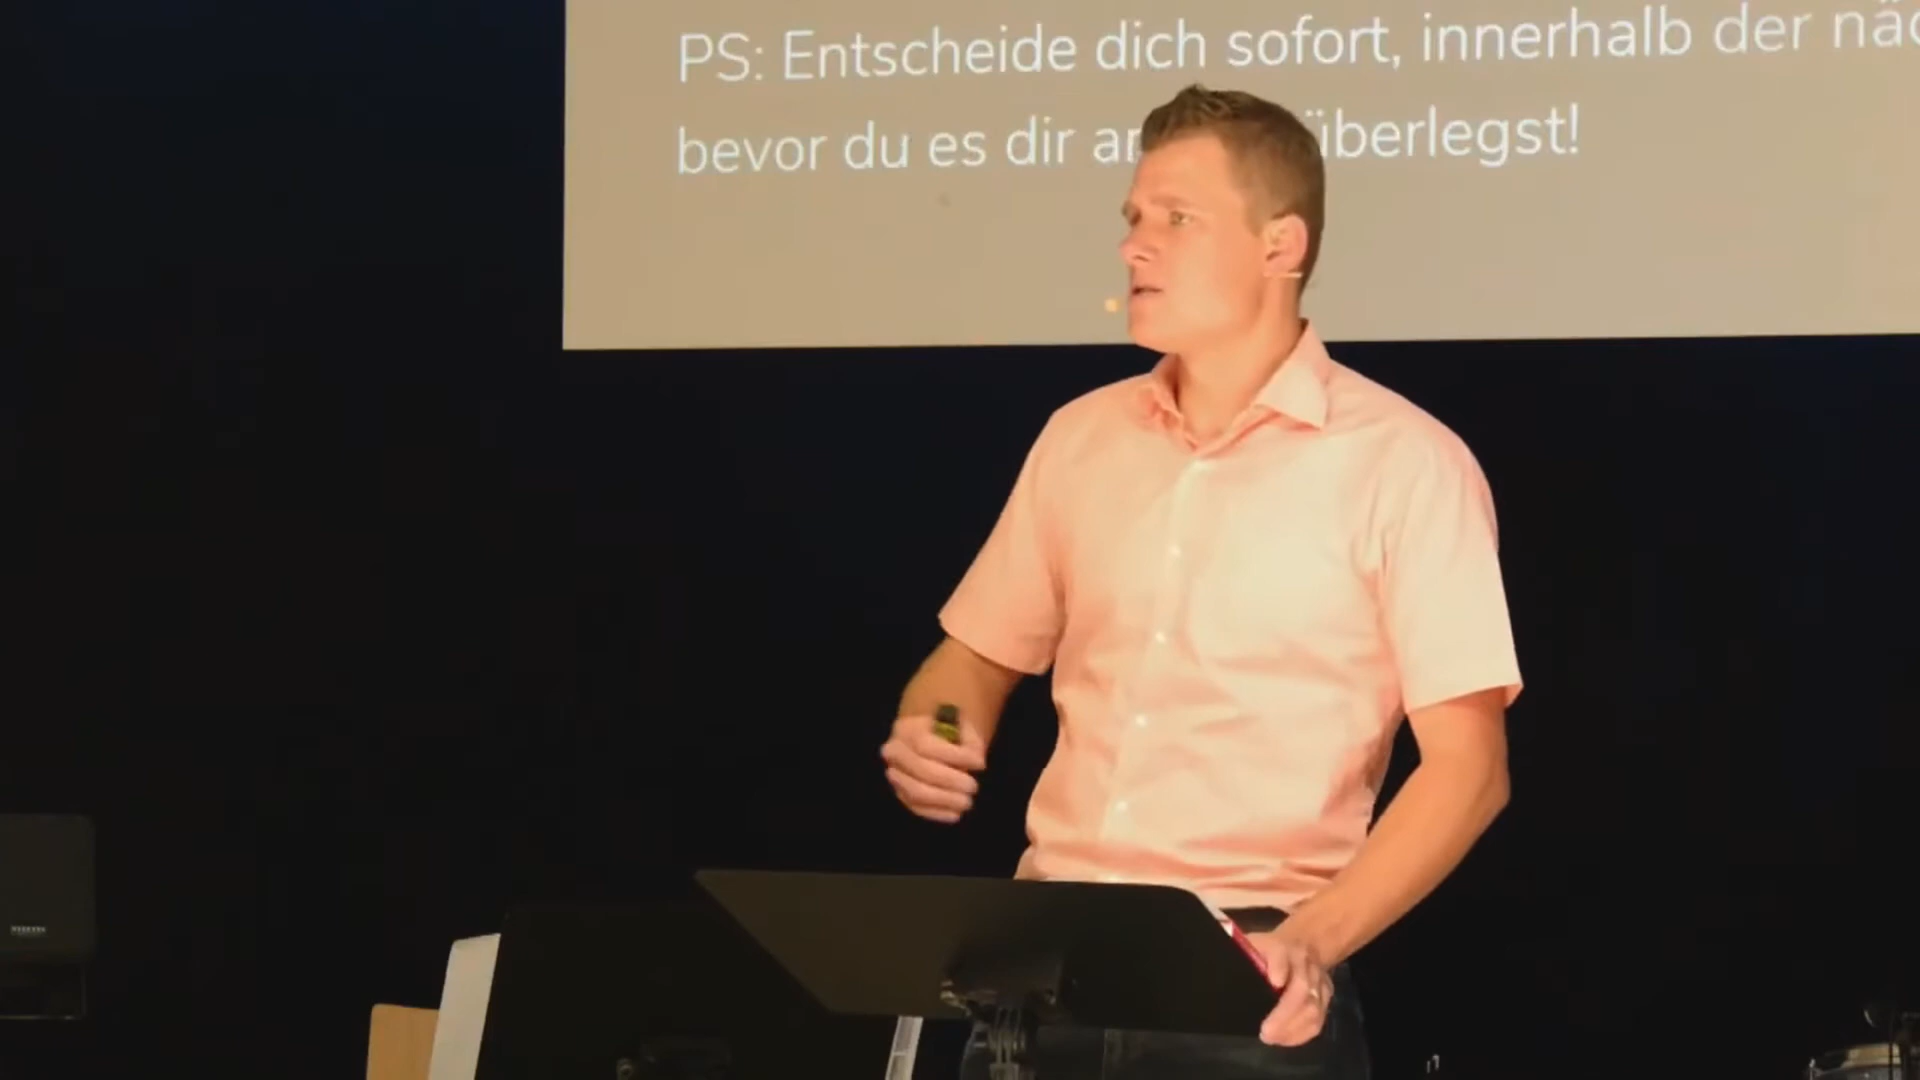 PS: Entscheide dich sofort, innerhalb der
bevor du es dir überlegst!